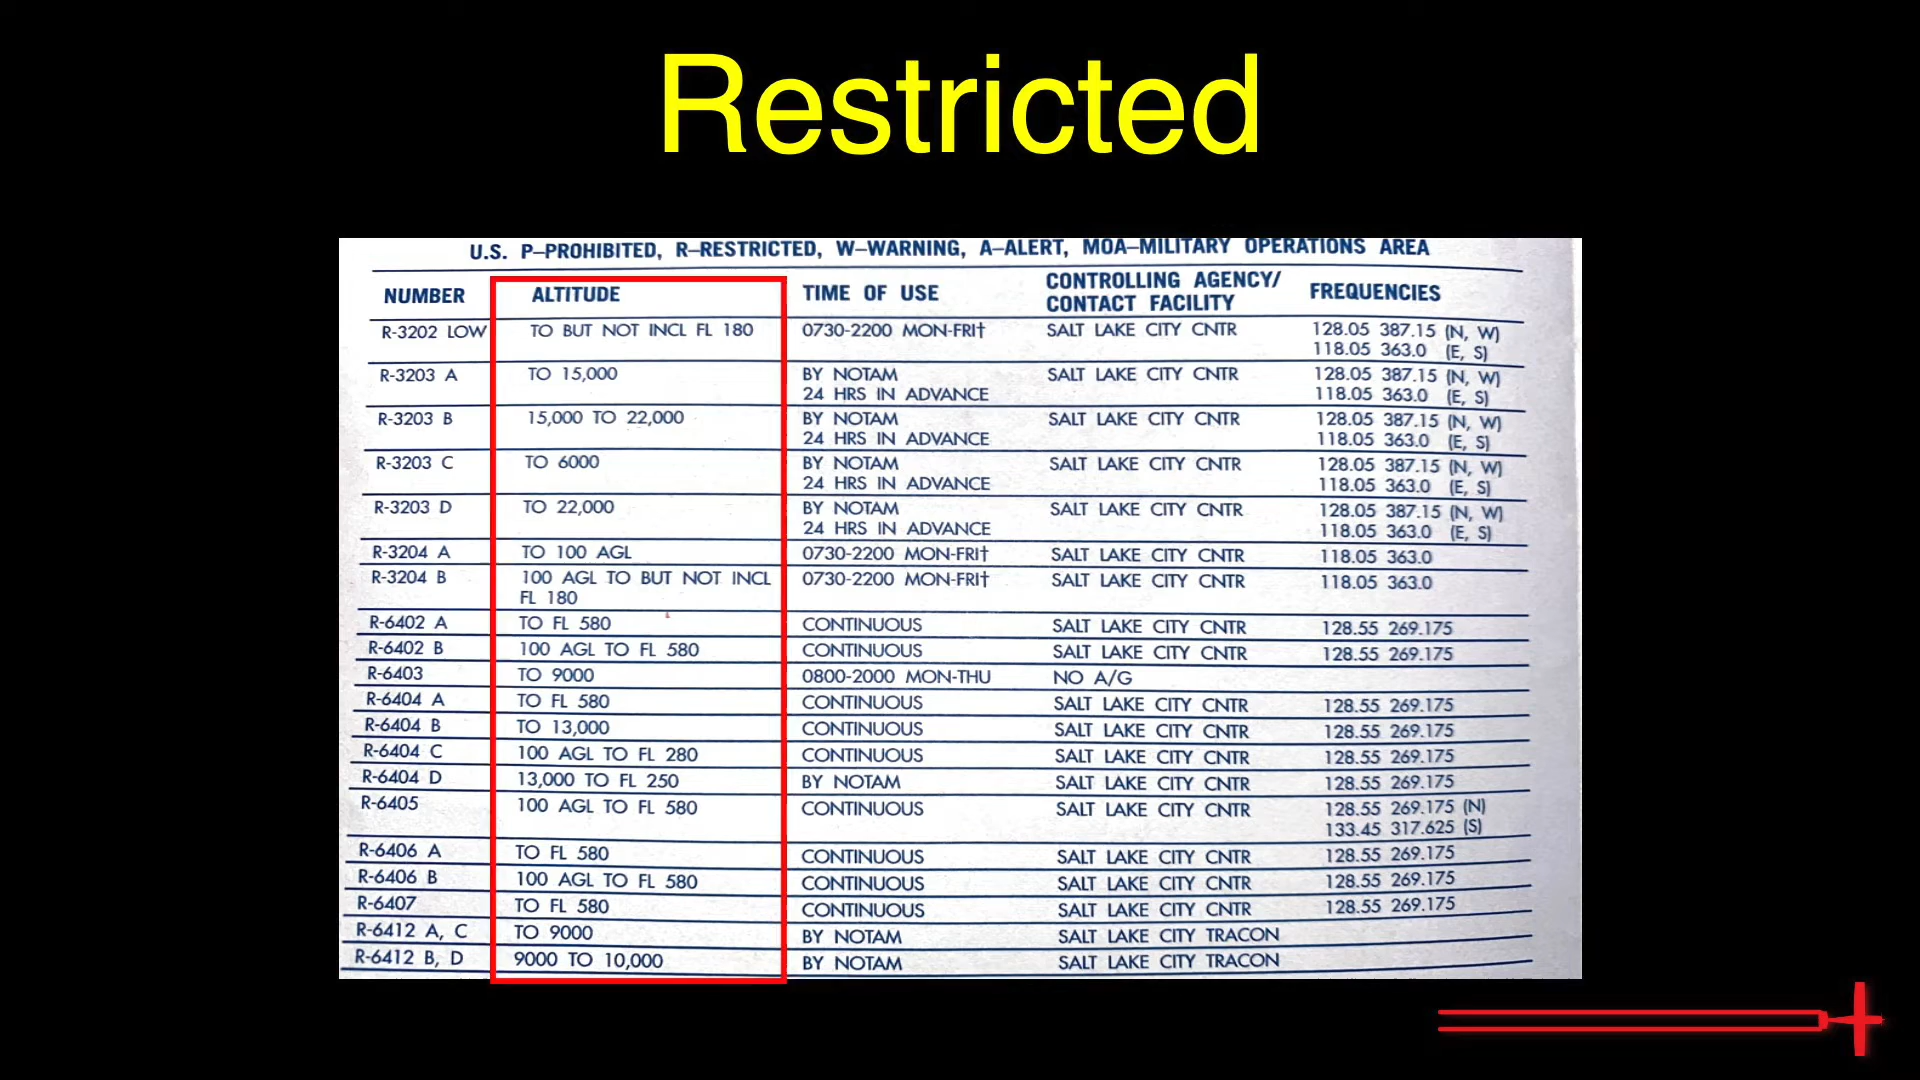 Restricted
U.S. P–PROHIBITED, R–RESTRICTED, W–WARNING, A–ALERT, MOA–MILITARY OPERATIONS AREA
NUMBER ALTITUDE TIME OF USE CONTROLLING AGENCY/ CONTACT FACILITY FREQUENCIES
R-3202 LOW TO BUT NOT INCL FL 180 0730-2200 MON-FRI† SALT LAKE CITY CNTR 128.05 387.15 (N, W)
118.05 363.0 (E, S)
R-3203 A TO 15,000 BY NOTAM SALT LAKE CITY CNTR 128.05 387.15 (N, W)
24 HRS IN ADVANCE 118.05 363.0 (E, S)
R-3203 B 15,000 TO 22,000 BY NOTAM SALT LAKE CITY CNTR 128.05 387.15 (N, W)
24 HRS IN ADVANCE 118.05 363.0 (E, S)
R-3203 C TO 6000 BY NOTAM SALT LAKE CITY CNTR 128.05 387.15 (N, W)
24 HRS IN ADVANCE 118.05 363.0 (E, S)
R-3203 D TO 22,000 BY NOTAM SALT LAKE CITY CNTR 128.05 387.15 (N, W)
24 HRS IN ADVANCE 118.05 363.0 (E, S)
R-3204 A TO 100 AGL 0730-2200 MON-FRI† SALT LAKE CITY CNTR 118.05 363.0
R-3204 B 100 AGL TO BUT NOT INCL 0730-2200 MON-FRI† SALT LAKE CITY CNTR 118.05 363.0
FL 180
R-6402 A TO FL 580 CONTINUOUS SALT LAKE CITY CNTR 128.55 269.175
R-6402 B 100 AGL TO FL 580 CONTINUOUS SALT LAKE CITY CNTR 128.55 269.175
R-6403 TO 9000 0800-2000 MON-THU NO A/G
R-6404 A TO FL 580 CONTINUOUS SALT LAKE CITY CNTR 128.55 269.175
R-6404 B TO 13,000 CONTINUOUS SALT LAKE CITY CNTR 128.55 269.175
R-6404 C 100 AGL TO FL 280 CONTINUOUS SALT LAKE CITY CNTR 128.55 269.175
R-6404 D 13,000 TO FL 250 BY NOTAM SALT LAKE CITY CNTR 128.55 269.175
R-6405 100 AGL TO FL 580 CONTINUOUS SALT LAKE CITY CNTR 128.55 269.175 (N)
133.45 317.625 (S)
R-6406 A TO FL 580 CONTINUOUS SALT LAKE CITY CNTR 128.55 269.175
R-6406 B 100 AGL TO FL 580 CONTINUOUS SALT LAKE CITY CNTR 128.55 269.175
R-6407 TO FL 580 CONTINUOUS SALT LAKE CITY CNTR 128.55 269.175
R-6412 A, C TO 9000 BY NOTAM SALT LAKE CITY TRACON
R-6412 B, D 9000 TO 10,000 BY NOTAM SALT LAKE CITY TRACON